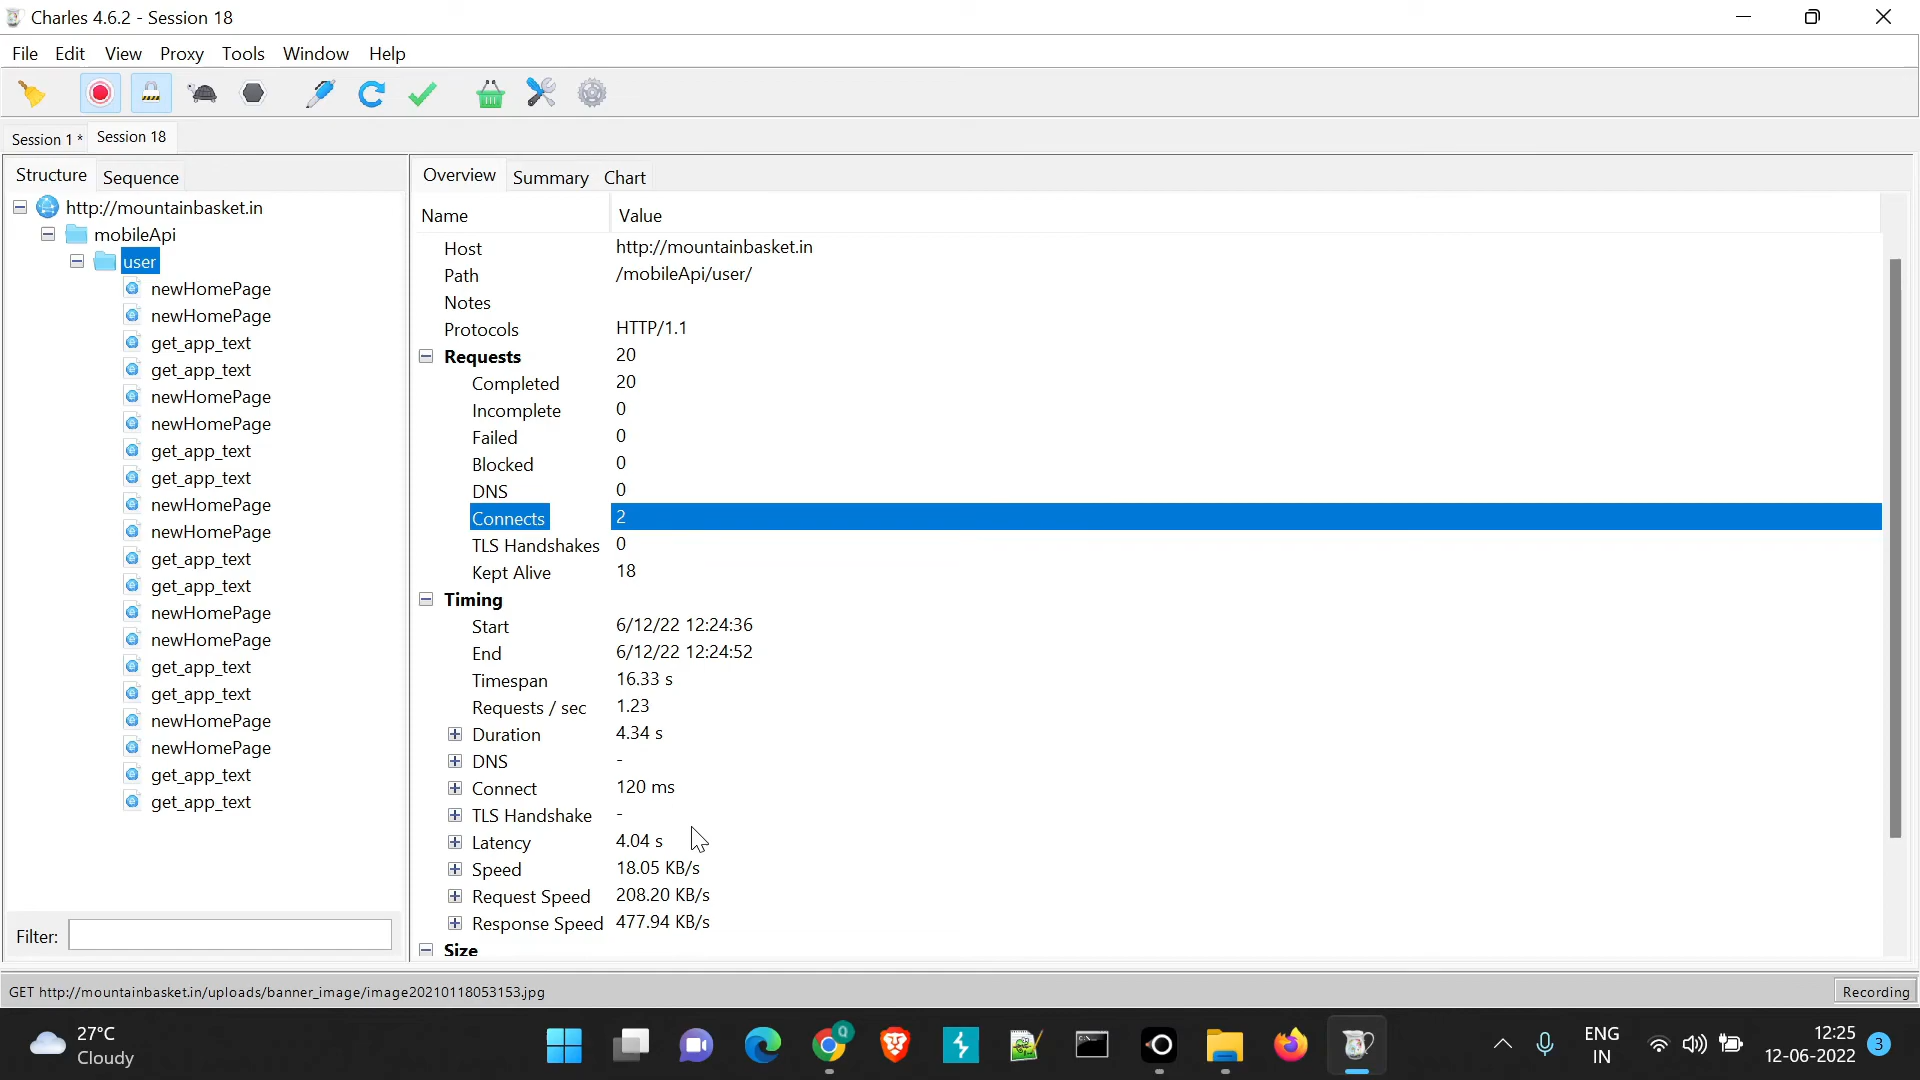 Charles 4.6.2 - Session 18
File Edit View Proxy Tools Window Help
Session 1 * Session 18
Structure Sequence
http://mountainbasket.in
mobileApi
user
newHomePage
newHomePage
get_app_text
get_app_text
newHomePage
newHomePage
get_app_text
get_app_text
newHomePage
newHomePage
get_app_text
get_app_text
newHomePage
newHomePage
get_app_text
get_app_text
newHomePage
newHomePage
get_app_text
get_app_text
Filter:
Overview Summary Chart
Name Value
Host http://mountainbasket.in
Path /mobileApi/user/
Notes
Protocols HTTP/1.1
Requests 20
Completed 20
Incomplete 0
Failed 0
Blocked 0
DNS 0
Connects 2
TLS Handshakes 0
Kept Alive 18
Timing
Start 6/12/22 12:24:36
End 6/12/22 12:24:52
Timespan 16.33 s
Requests / sec 1.23
Duration 4.34 s
DNS -
Connect 120 ms
TLS Handshake -
Latency 4.04 s
Speed 18.05 KB/s
Request Speed 208.20 KB/s
Response Speed 477.94 KB/s
Size
GET http://mountainbasket.in/uploads/banner_image/image20210118053153.jpg
Recording
27°C
Cloudy
ENG
IN
12:25
12-06-2022
3